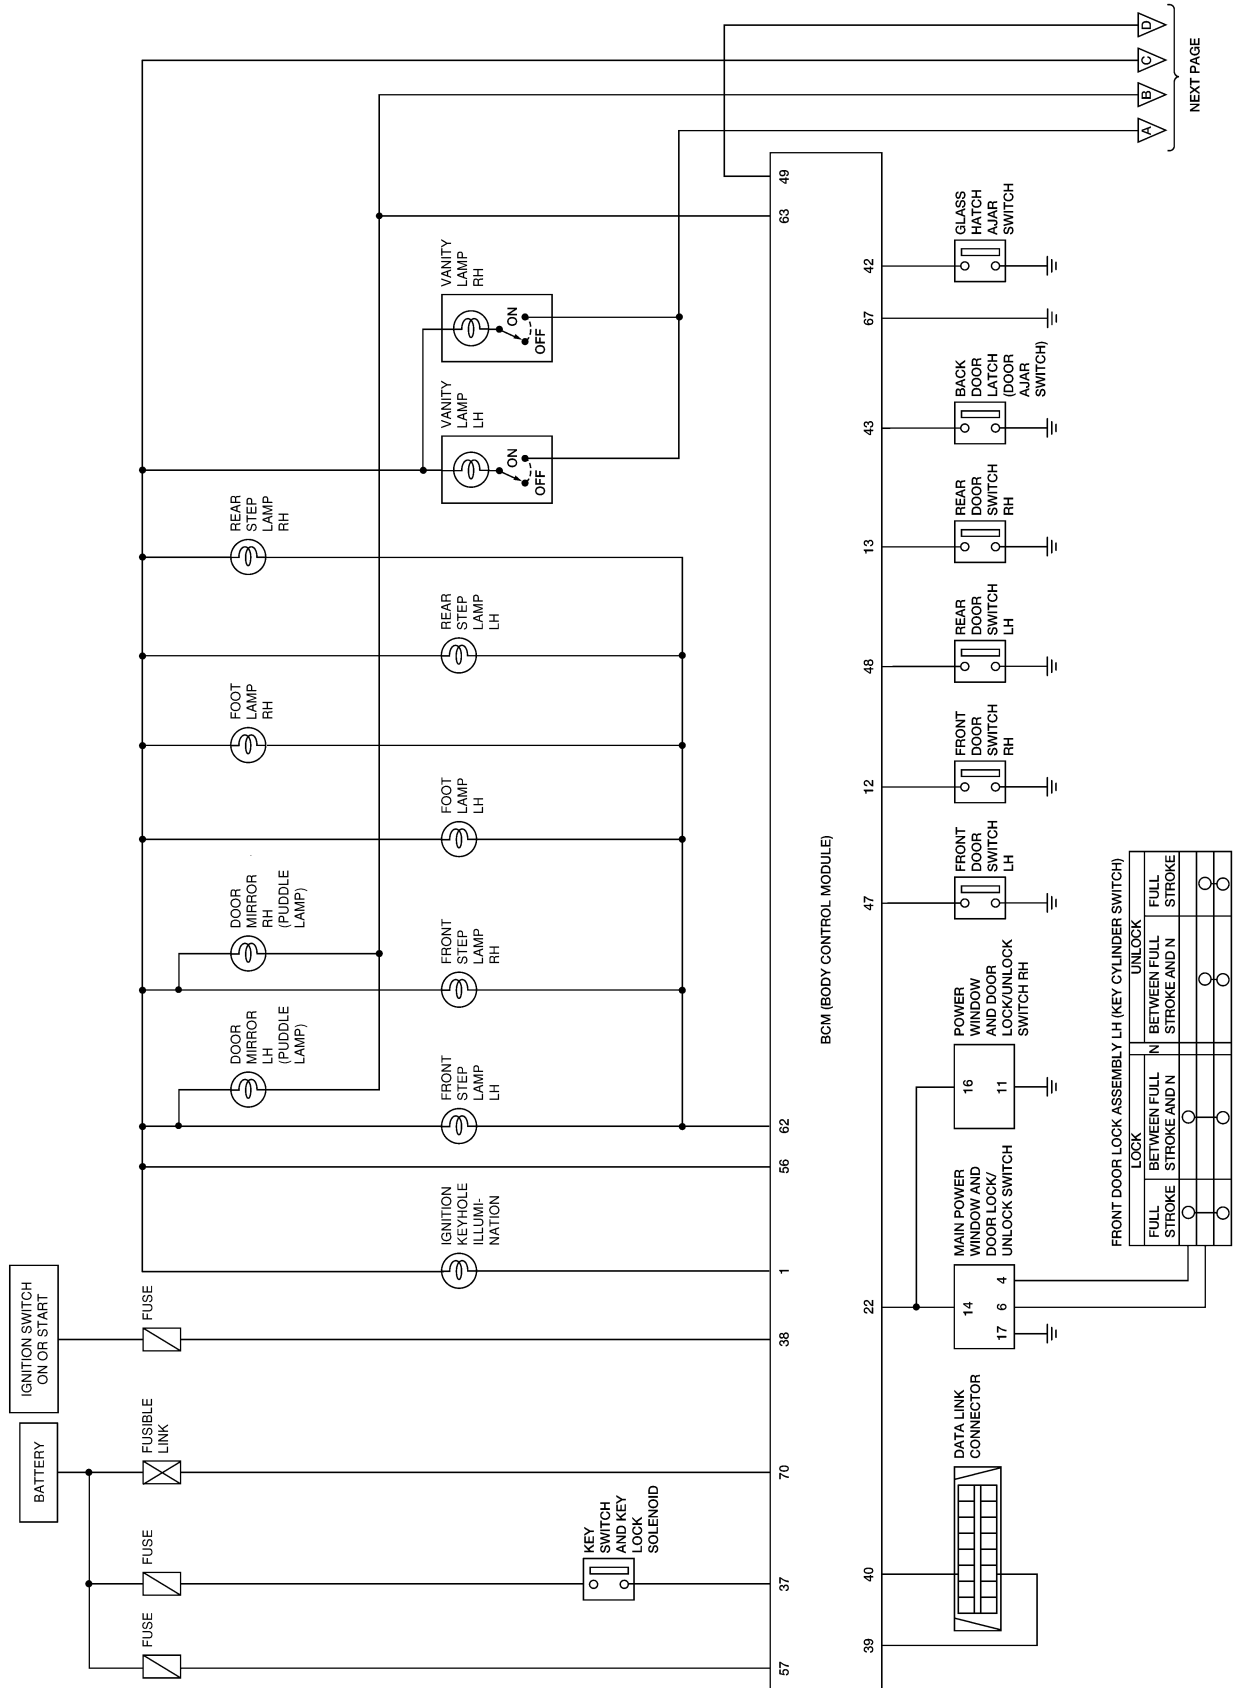 BATTERY
IGNITION SWITCH
ON OR START
FUSE
FUSE
FUSIBLE
LINK
FUSE
KEY
SWITCH
AND KEY
LOCK
SOLENOID
IGNITION
KEYHOLE
ILLUMI-
NATION
DOOR
MIRROR
LH
(PUDDLE
LAMP)
FRONT
STEP
LAMP
LH
DOOR
MIRROR
RH
(PUDDLE
LAMP)
FRONT
STEP
LAMP
RH
FOOT
LAMP
LH
FOOT
LAMP
RH
REAR
STEP
LAMP
LH
REAR
STEP
LAMP
RH
VANITY
LAMP
LH
ON
OFF
VANITY
LAMP
RH
ON
OFF
57
37
70
38
1
56
62
63
49
BCM (BODY CONTROL MODULE)
39
40
22
47
12
48
13
43
67
42
DATA LINK
CONNECTOR
MAIN POWER
WINDOW AND
DOOR LOCK/
UNLOCK SWITCH
14
17
6
4
POWER
WINDOW
AND DOOR
LOCK/UNLOCK
SWITCH RH
16
11
FRONT
DOOR
SWITCH
LH
FRONT
DOOR
SWITCH
RH
REAR
DOOR
SWITCH
LH
REAR
DOOR
SWITCH
RH
BACK
DOOR
LATCH
(DOOR
AJAR
SWITCH)
GLASS
HATCH
AJAR
SWITCH
FRONT DOOR LOCK ASSEMBLY LH (KEY CYLINDER SWITCH)
LOCK
N
UNLOCK
FULL
STROKE
BETWEEN FULL
STROKE AND N
BETWEEN FULL
STROKE AND N
FULL
STROKE
A
B
C
D
NEXT PAGE